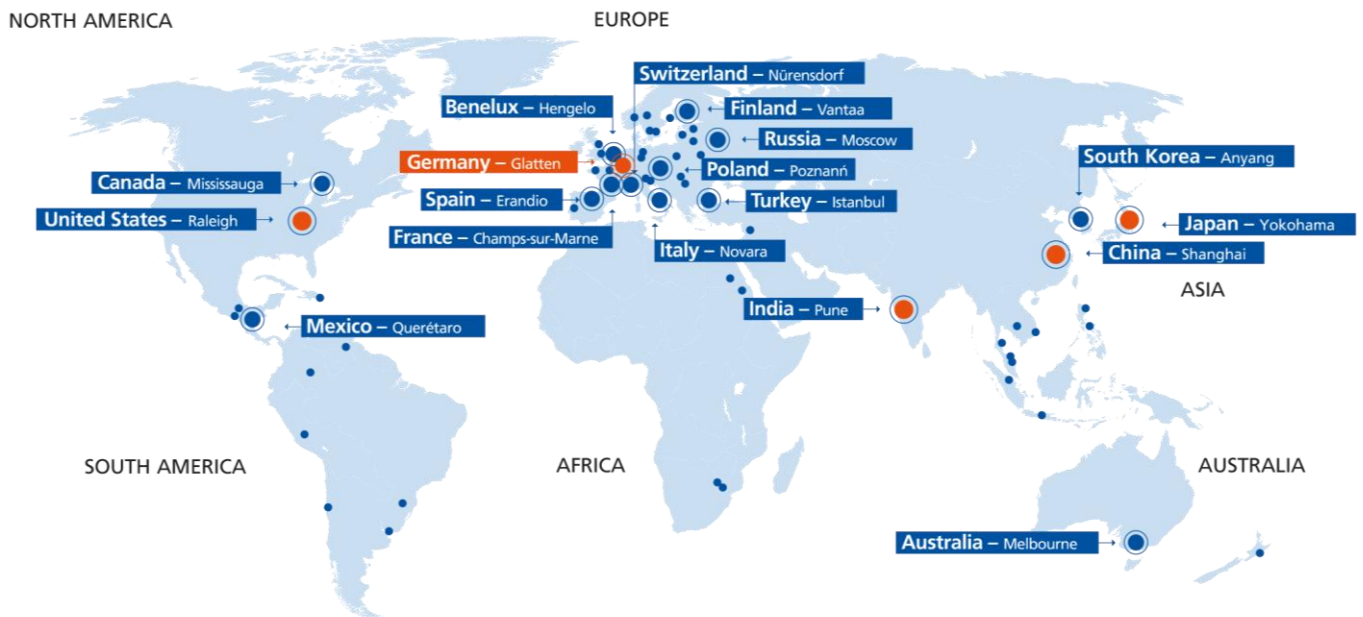 NORTH AMERICA
EUROPE
Switzerland – Nürensdorf
Benelux – Hengelo
Finland – Vantaa
Russia – Moscow
Germany – Glatten
Poland – Poznanń
South Korea – Anyang
Canada – Mississauga
Spain – Erandio
Turkey – Istanbul
United States – Raleigh
Japan – Yokohama
France – Champs-sur-Marne
Italy – Novara
China – Shanghai
ASIA
India – Pune
Mexico – Querétaro
SOUTH AMERICA
AFRICA
AUSTRALIA
Australia – Melbourne